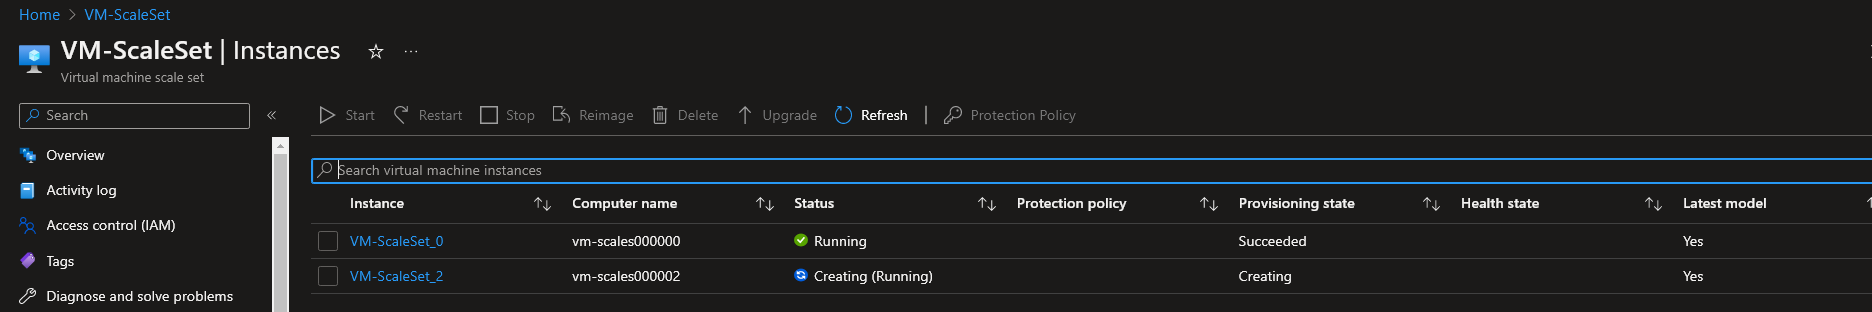 Home > VM-ScaleSet
VM-ScaleSet | Instances
Virtual machine scale set
Search
Start Restart Stop Reimage Delete Upgrade Refresh Protection Policy
Overview
Activity log
Access control (IAM)
Tags
Diagnose and solve problems
Search virtual machine instances
Instance Computer name Status Protection policy Provisioning state Health state Latest model
VM-ScaleSet_0 vm-scales000000 Running Succeeded Yes
VM-ScaleSet_2 vm-scales000002 Creating (Running) Creating Yes